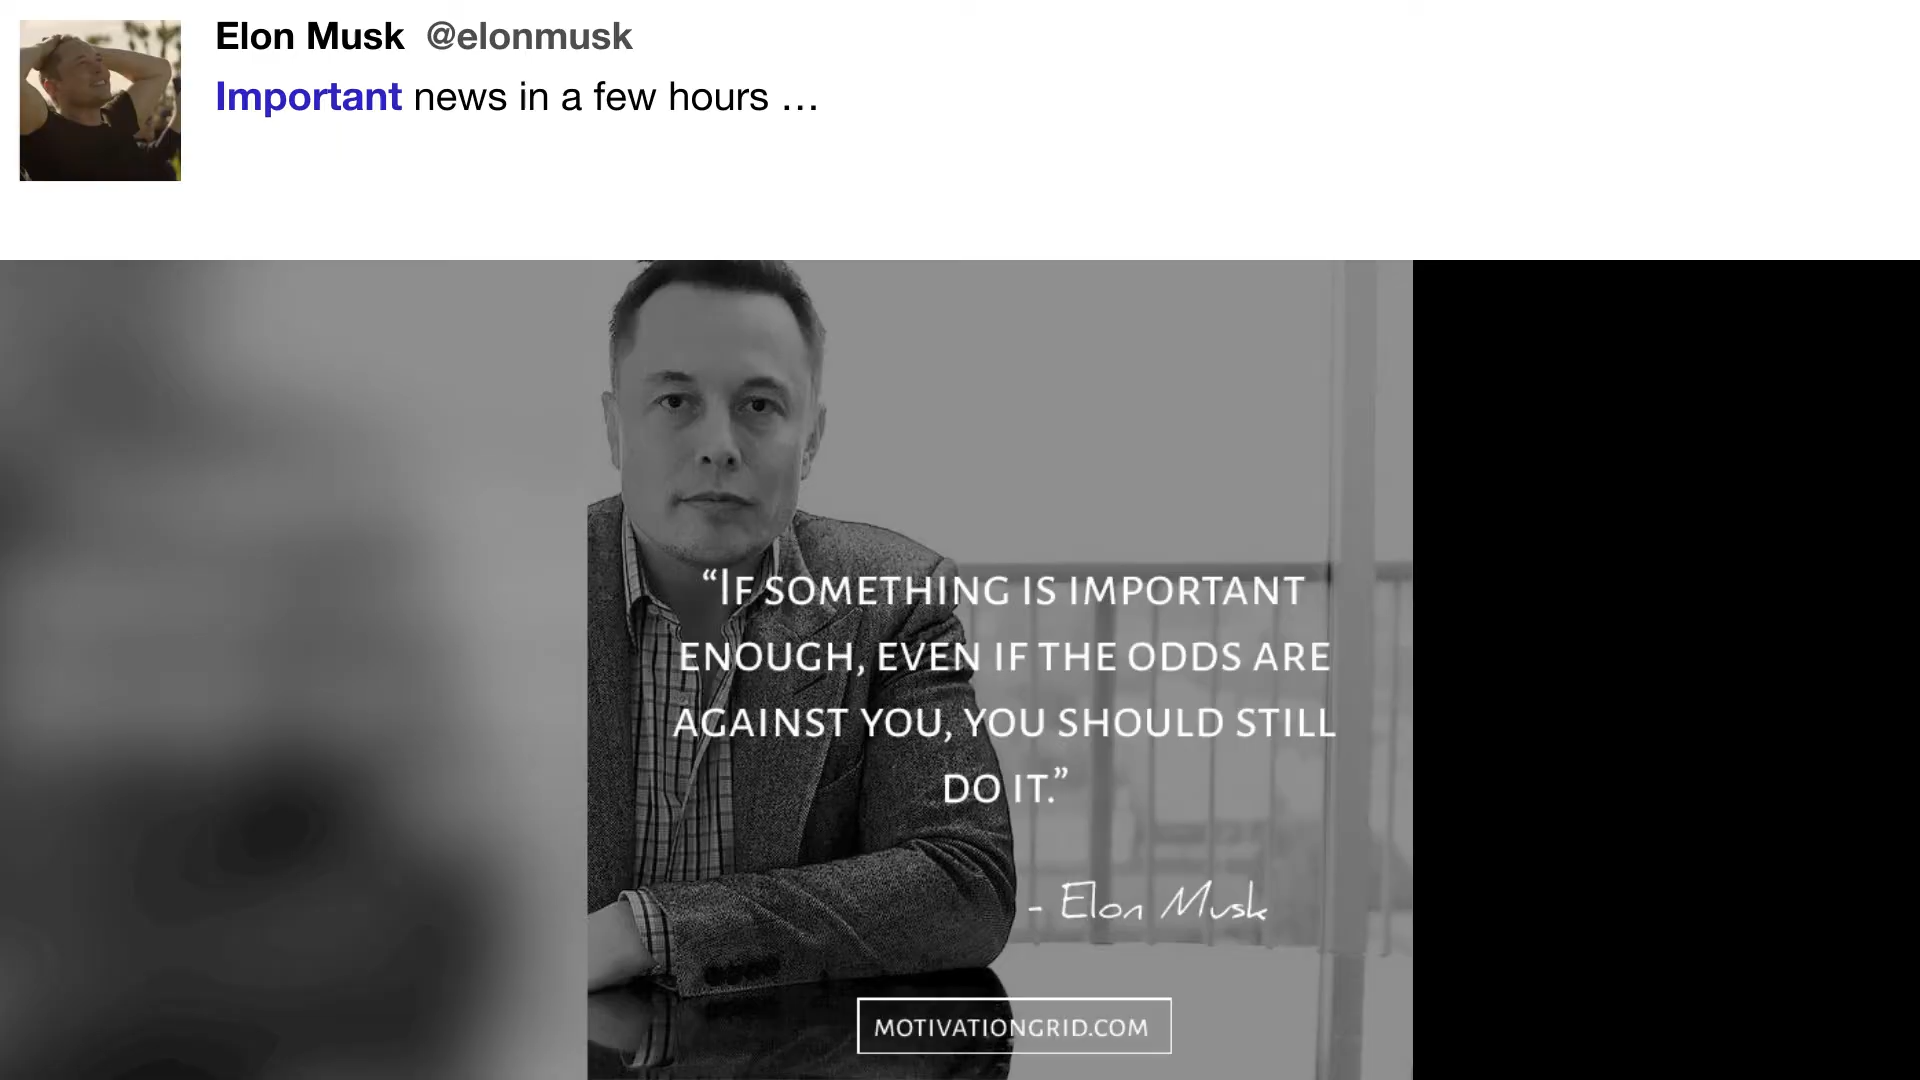 Elon Musk @elonmusk
Important news in a few hours …
“If something is important
enough, even if the odds are
against you, you should still
do it.”
- Elon Musk
MOTIVATIONGRID.COM